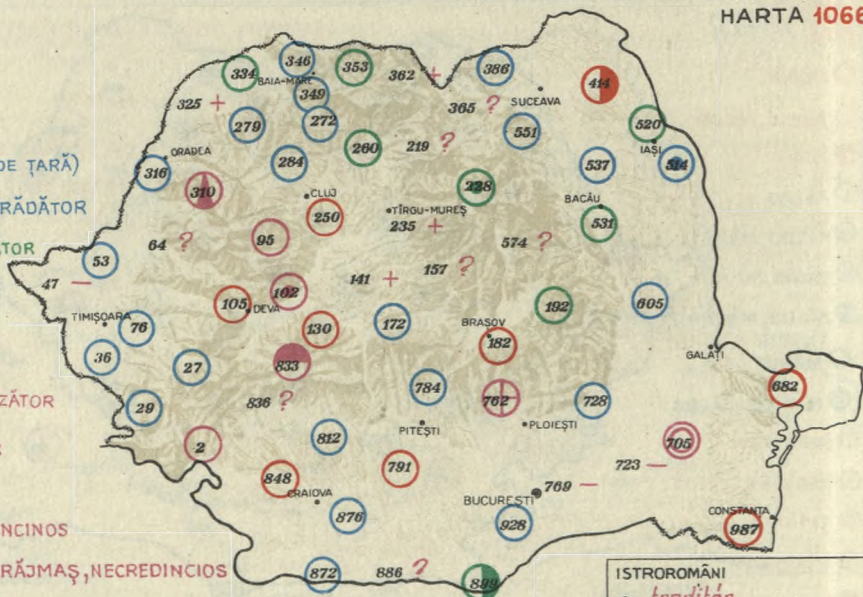 HARTA 1066
346
334
BAIA-MARE
353
362 +
386
414
325 +
349
365 ?
SUCEAVA
279
272
551
520
IAȘI
ORADEA
284
260
219 ?
DE ȚARĂ)
316
537
514
310
228
RĂDĂTOR
CLUJ
250
TÎRGU-MUREȘ
BACĂU
235 +
531
ATOR
64 ?
95
574 ?
53
47 —
141 +
157 ?
102
105
DEVA
192
605
TIMIȘOARA
76
130
172
BRAȘOV
182
36
833
GALAȚI
27
784
682
ZĂTOR
836 ?
762
728
29
PITEȘTI
PLOIEȘTI
2
812
705
791
723 —
848
CRAIOVA
769 —
BUCUREȘTI
876
928
CONSTANȚA
987
NCINOS
RĂJMAȘ, NECREDINCIOS
872
886 ?
899
ISTROROMÂNI